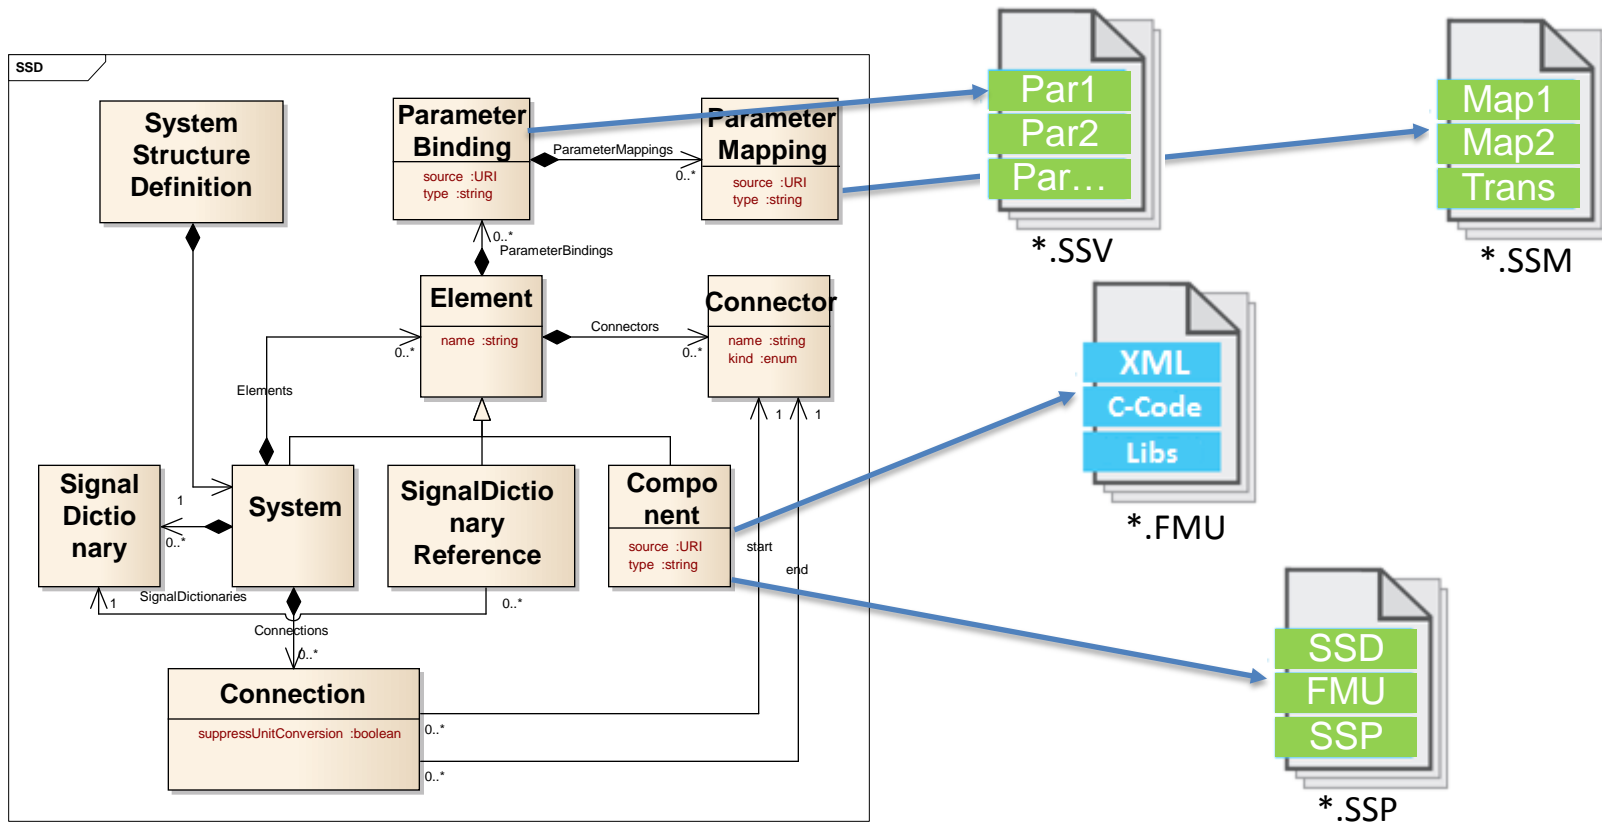 SSD
System
Structure
Definition
Parameter
Binding
source :URI
type :string
ParameterMappings
0..*
Parameter
Mapping
source :URI
type :string
Par1
Par2
Par...
*.SSV
Map1
Map2
Trans
*.SSM
0..*
ParameterBindings
Element
name :string
0..*
Connectors
0..*
Connector
name :string
kind :enum
1
1
Elements
XML
C-Code
Libs
*.FMU
Signal
Dictio
nary
1
0..*
System
SignalDictio
nary
Reference
Compo
nent
source :URI
type :string
start
end
1
SignalDictionaries
0..*
Connections
0..*
Connection
suppressUnitConversion :boolean
0..*
0..*
SSD
FMU
SSP
*.SSP